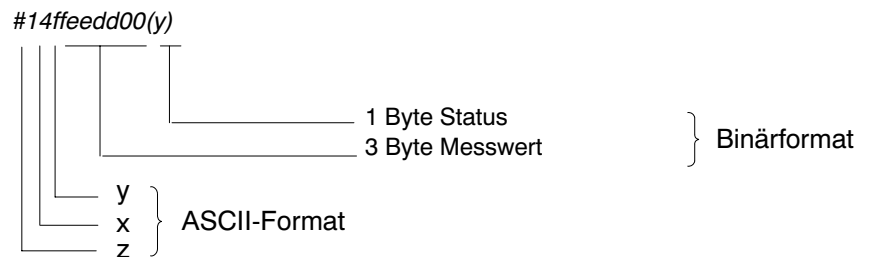 #14ffeedd00(y)
1 Byte Status
3 Byte Messwert
Binärformat
y
x
ASCII-Format
z